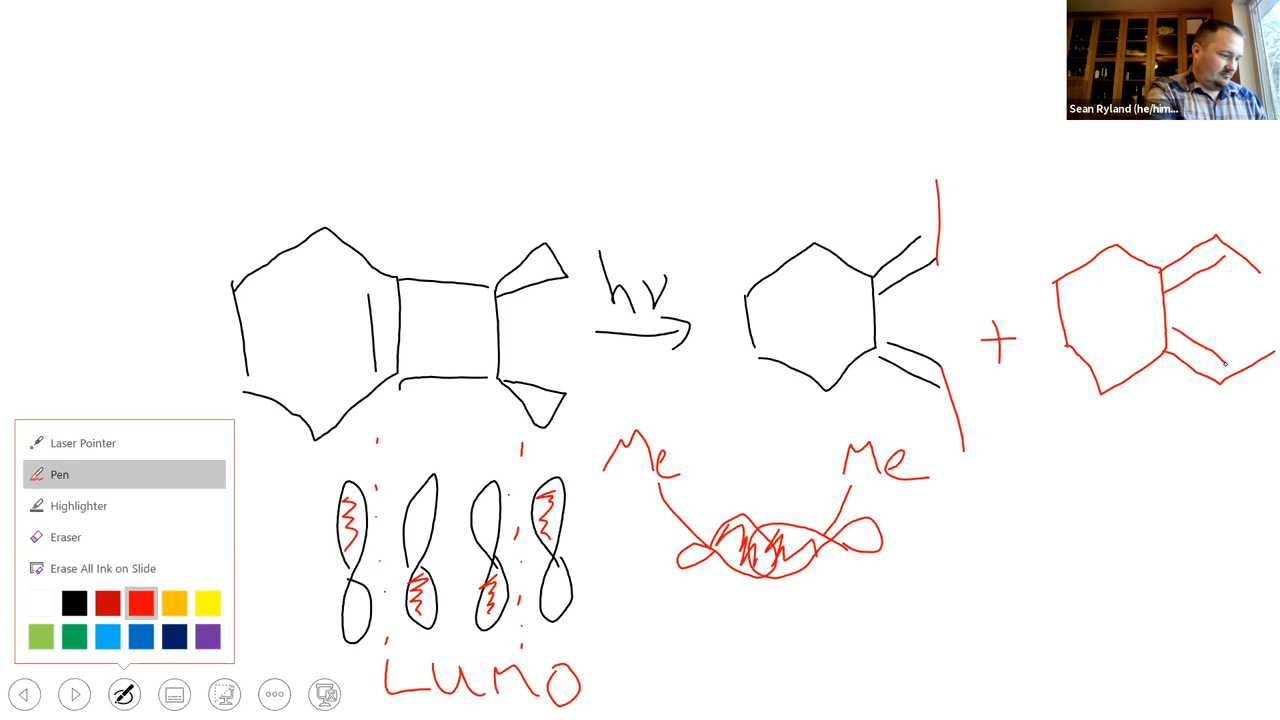 Sean Ryland (he/him...
hν
+
Me Me
Laser Pointer
Pen
Highlighter
Eraser
Erase All Ink on Slide
LUMO